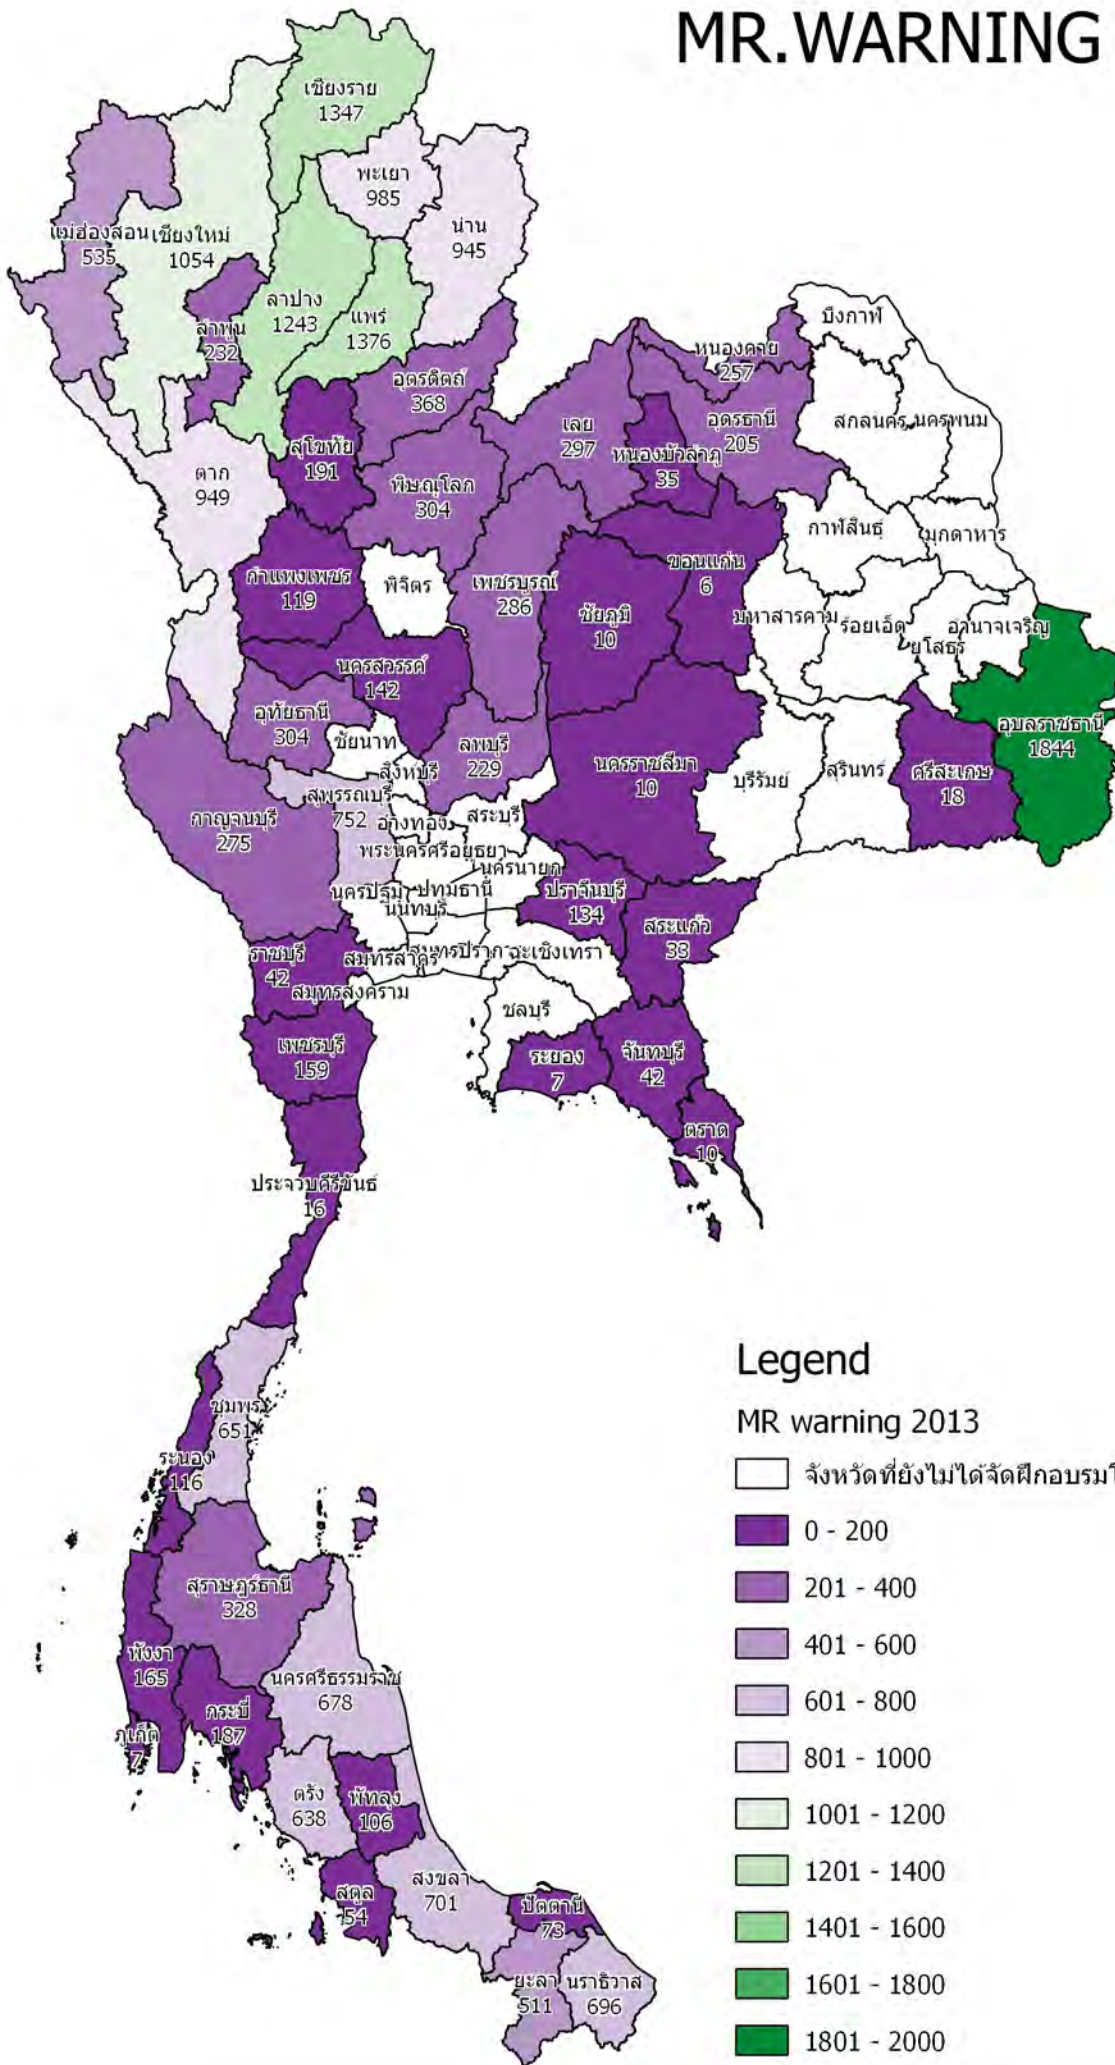 MR.WARNING
เชียงราย
1347
พะเยา
985
น่าน
945
แม่ฮ่องสอน
535
เชียงใหม่
1054
ลำปาง
1243
แพร่
1376
ลำพูน
232
อุตรดิตถ์
368
สุโขทัย
191
ตาก
949
พิษณุโลก
304
เลย
297
หนองบัวลำภู
35
หนองคาย
257
อุดรธานี
205
บึงกาฬ
สกลนคร
นครพนม
กำแพงเพชร
119
พิจิตร
เพชรบูรณ์
286
ชัยภูมิ
10
ขอนแก่น
6
กาฬสินธุ์
มุกดาหาร
มหาสารคาม
ร้อยเอ็ด
ยโสธร
อำนาจเจริญ
อุบลราชธานี
1844
นครสวรรค์
142
อุทัยธานี
304
ชัยนาท
สิงห์บุรี
ลพบุรี
229
นครราชสีมา
10
บุรีรัมย์
สุรินทร์
ศรีสะเกษ
18
กาญจนบุรี
275
สุพรรณบุรี
752
อ่างทอง
สระบุรี
พระนครศรีอยุธยา
นครนายก
นครปฐม
ปทุมธานี
นนทบุรี
ปราจีนบุรี
134
สระแก้ว
33
ราชบุรี
42
สมุทรสาคร
สมุทรปราการ
ฉะเชิงเทรา
สมุทรสงคราม
ชลบุรี
เพชรบุรี
159
ระยอง
7
จันทบุรี
42
ตราด
10
ประจวบคีรีขันธ์
16
ชุมพร
651
ระนอง
116
สุราษฎร์ธานี
328
พังงา
165
นครศรีธรรมราช
678
กระบี่
187
ภูเก็ต
7
ตรัง
638
พัทลุง
106
สตูล
54
สงขลา
701
ปัตตานี
73
ยะลา
511
นราธิวาส
696
Legend
MR warning 2013
จังหวัดที่ยังไม่ได้จัดฝึกอบรม
0 - 200
201 - 400
401 - 600
601 - 800
801 - 1000
1001 - 1200
1201 - 1400
1401 - 1600
1601 - 1800
1801 - 2000